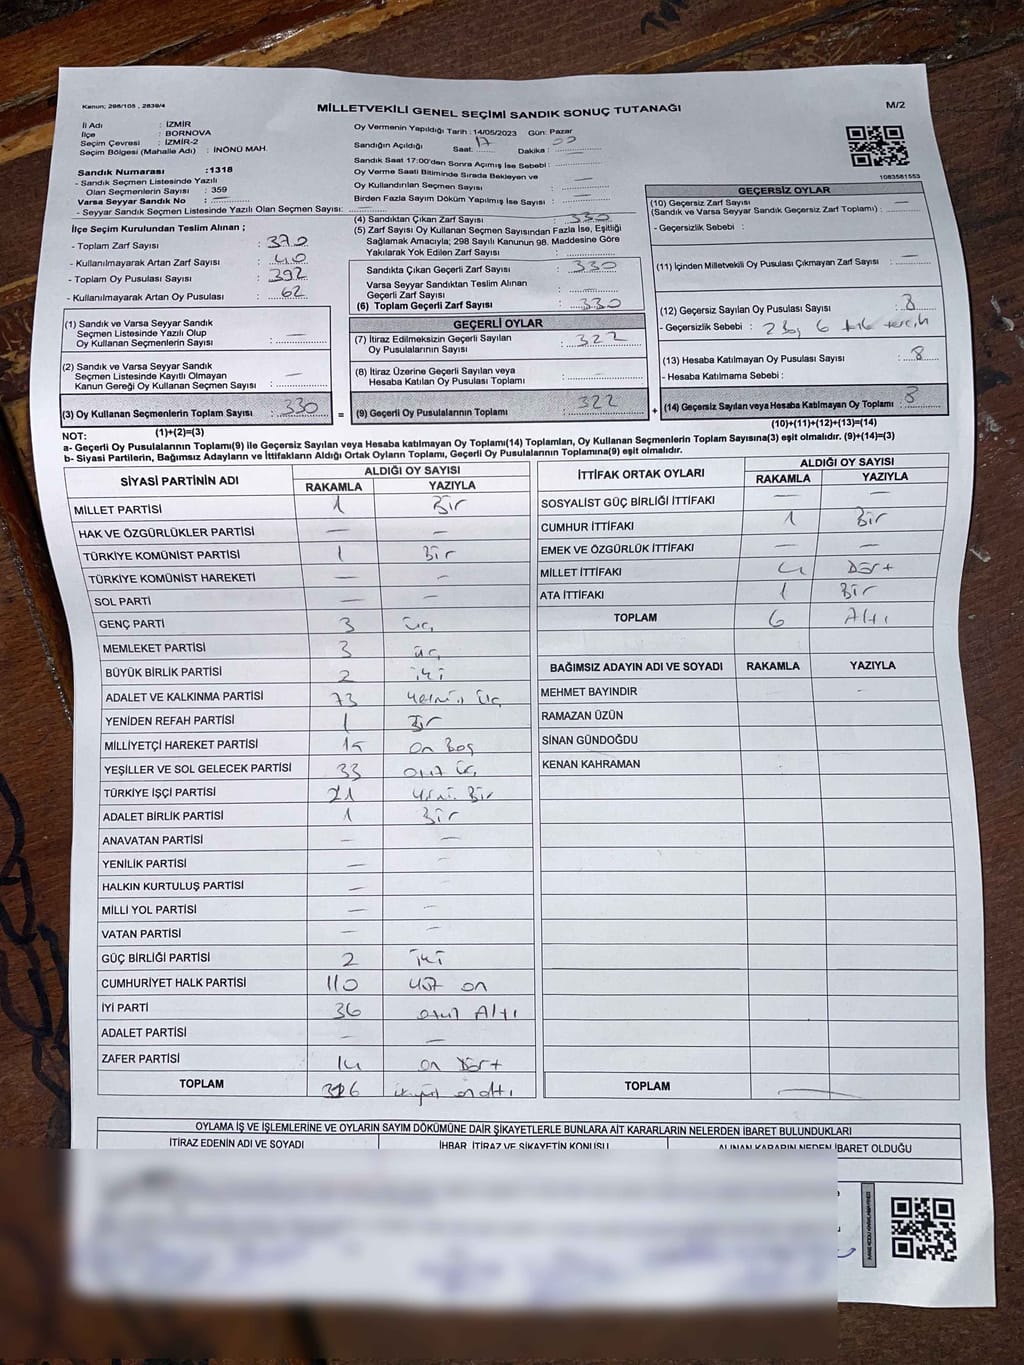 Kanun; 298/105 , 2839/4
MİLLETVEKİLİ GENEL SEÇİMİ SANDIK SONUÇ TUTANAĞI
M/2
İl Adı : İZMİR
İlçe : BORNOVA
Seçim Çevresi : İZMİR-2
Seçim Bölgesi (Mahalle Adı) : İNÖNÜ MAH.
Sandık Numarası :1318
- Sandık Seçmen Listesinde Yazılı
Olan Seçmenlerin Sayısı : 359
Varsa Seyyar Sandık No : —
- Seyyar Sandık Seçmen Listesinde Yazılı Olan Seçmen Sayısı: —
İlçe Seçim Kurulundan Teslim Alınan ;
- Toplam Zarf Sayısı : 370
- Kullanılmayarak Artan Zarf Sayısı : 40
- Toplam Oy Pusulası Sayısı : 392
- Kullanılmayarak Artan Oy Pusulası : 62
Oy Vermenin Yapıldığı Tarih : 14/05/2023 Gün: Pazar
Sandığın Açıldığı Saat: 17 Dakika : 00
Sandık Saat 17:00'den Sonra Açımış İse Sebebi : —
Oy Verme Saati Bitiminde Sırada Bekleyen ve
Oy Kullandırılan Seçmen Sayısı : —
Birden Fazla Sayım Döküm Yapılmış İse Sayısı : —
(4) Sandıktan Çıkan Zarf Sayısı : 330
(5) Zarf Sayısı Oy Kullanan Seçmen Sayısından Fazla İse, Eşitliği
Sağlamak Amacıyla; 298 Sayılı Kanunun 98. Maddesine Göre
Yakılarak Yok Edilen Zarf Sayısı :
Sandıkta Çıkan Geçerli Zarf Sayısı : 330
Varsa Seyyar Sandıktan Teslim Alınan
Geçerli Zarf Sayısı : —
(6) Toplam Geçerli Zarf Sayısı : 330
1083581553
GEÇERSİZ OYLAR
(10) Geçersiz Zarf Sayısı
(Sandık ve Varsa Seyyar Sandık Geçersiz Zarf Toplamı) : —
- Geçersizlik Sebebi :
(11) İçinden Milletvekili Oy Pusulası Çıkmayan Zarf Sayısı : —
(12) Geçersiz Sayılan Oy Pusulası Sayısı : 8
- Geçersizlik Sebebi : 2 boş 6 tercih
(13) Hesaba Katılmayan Oy Pusulası Sayısı : 8
- Hesaba Katılmama Sebebi :
(14) Geçersiz Sayılan veya Hesaba Katılmayan Oy Toplamı : 8
(10)+(11)+(12)+(13)=(14)
(1) Sandık ve Varsa Seyyar Sandık
Seçmen Listesinde Yazılı Olup
Oy Kullanan Seçmenlerin Sayısı : —
(2) Sandık ve Varsa Seyyar Sandık
Seçmen Listesinde Kayıtlı Olmayan
Kanun Gereği Oy Kullanan Seçmen Sayısı : —
(3) Oy Kullanan Seçmenlerin Toplam Sayısı : 330
(1)+(2)=(3)
GEÇERLİ OYLAR
(7) İtiraz Edilmeksizin Geçerli Sayılan
Oy Pusulalarının Sayısı : 322
(8) İtiraz Üzerine Geçerli Sayılan veya
Hesaba Katılan Oy Pusulası Toplamı : —
= (9) Geçerli Oy Pusulalarının Toplamı : 322 +
NOT:
a- Geçerli Oy Pusulalarının Toplamı(9) ile Geçersiz Sayılan veya Hesaba katılmayan Oy Toplamı(14) Toplamları, Oy Kullanan Seçmenlerin Toplam Sayısına(3) eşit olmalıdır. (9)+(14)=(3)
b- Siyasi Partilerin, Bağımsız Adayların ve İttifakların Aldığı Ortak Oyların Toplamı, Geçerli Oy Pusulalarının Toplamına(9) eşit olmalıdır.
SİYASİ PARTİNİN ADI ALDIĞI OY SAYISI
RAKAMLA YAZIYLA
MİLLET PARTİSİ 1 Bir
HAK VE ÖZGÜRLÜKLER PARTİSİ — —
TÜRKİYE KOMÜNİST PARTİSİ 1 Bir
TÜRKİYE KOMÜNİST HAREKETİ — —
SOL PARTİ — —
GENÇ PARTİ 3 üç
MEMLEKET PARTİSİ 3 üç
BÜYÜK BİRLİK PARTİSİ 2 iki
ADALET VE KALKINMA PARTİSİ 73 yetmiş üç
YENİDEN REFAH PARTİSİ 1 Bir
MİLLİYETÇİ HAREKET PARTİSİ 15 on Beş
YEŞİLLER VE SOL GELECEK PARTİSİ 33 otuz üç
TÜRKİYE İŞÇİ PARTİSİ 21 yirmi Bir
ADALET BİRLİK PARTİSİ 1 Bir
ANAVATAN PARTİSİ — —
YENİLİK PARTİSİ — —
HALKIN KURTULUŞ PARTİSİ — —
MİLLİ YOL PARTİSİ — —
VATAN PARTİSİ — —
GÜÇ BİRLİĞİ PARTİSİ 2 iki
CUMHURİYET HALK PARTİSİ 110 yüz on
İYİ PARTİ 36 otuz Altı
ADALET PARTİSİ — —
ZAFER PARTİSİ 14 on Dört
TOPLAM 316 on altı
İTTİFAK ORTAK OYLARI ALDIĞI OY SAYISI
RAKAMLA YAZIYLA
SOSYALİST GÜÇ BİRLİĞİ İTTİFAKI — —
CUMHUR İTTİFAKI 1 Bir
EMEK VE ÖZGÜRLÜK İTTİFAKI — —
MİLLET İTTİFAKI 4 Dört
ATA İTTİFAKI 1 Bir
TOPLAM 6 Altı
BAĞIMSIZ ADAYIN ADI VE SOYADI RAKAMLA YAZIYLA
MEHMET BAYINDIR
RAMAZAN ÜZÜN
SİNAN GÜNDOĞDU
KENAN KAHRAMAN
TOPLAM —
OYLAMA İŞ VE İŞLEMLERİNE VE OYLARIN SAYIM DÖKÜMÜNE DAİR ŞİKAYETLERLE BUNLARA AİT KARARLARIN NELERDEN İBARET BULUNDUKLARI
İTİRAZ EDENİN ADI VE SOYADI İHBAR, İTİRAZ VE ŞİKAYETİN KONUSU ALINAN KARARIN NEDEN İBARET OLDUĞU